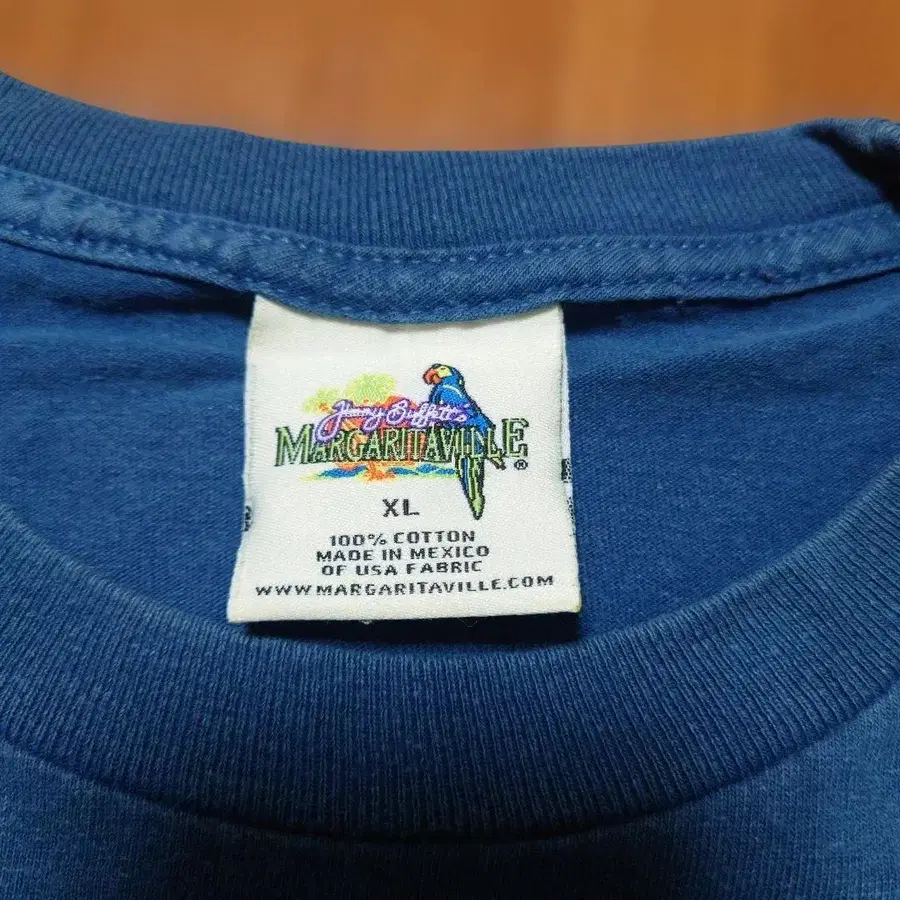 Jimmy Buffett's
MARGARITAVILLE®
XL
100% COTTON
MADE IN MEXICO
OF USA FABRIC
WWW.MARGARITAVILLE.COM